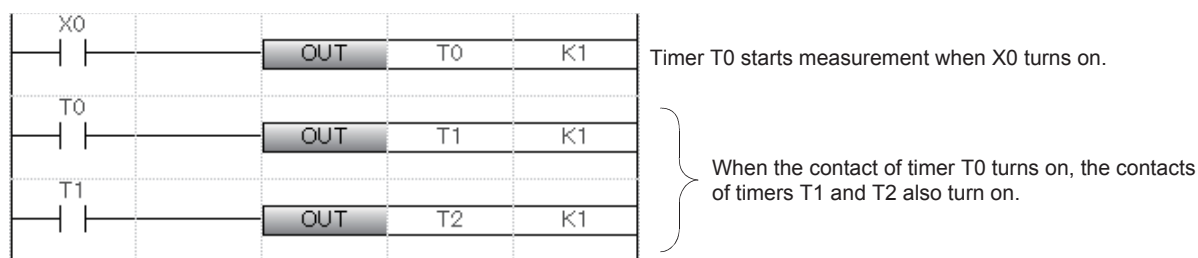 X0
OUT T0 K1
Timer T0 starts measurement when X0 turns on.
T0
OUT T1 K1
When the contact of timer T0 turns on, the contacts
of timers T1 and T2 also turn on.
T1
OUT T2 K1